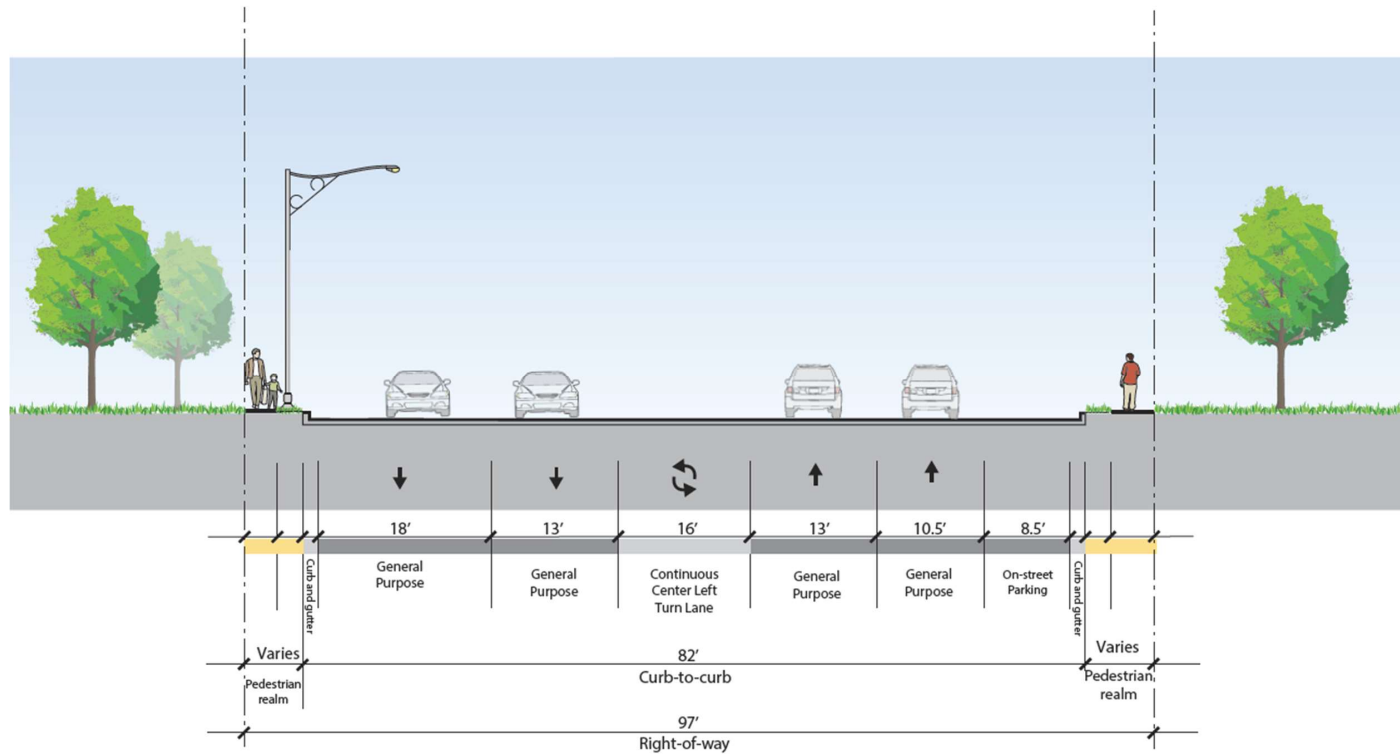 18’
13’
16’
13’
10.5’
8.5’
Curb and gutter
General
Purpose
General
Purpose
Continuous
Center Left
Turn Lane
General
Purpose
General
Purpose
On-street
Parking
Curb and gutter
Varies
82’
Varies
Pedestrian
realm
Curb-to-curb
Pedestrian
realm
97’
Right-of-way